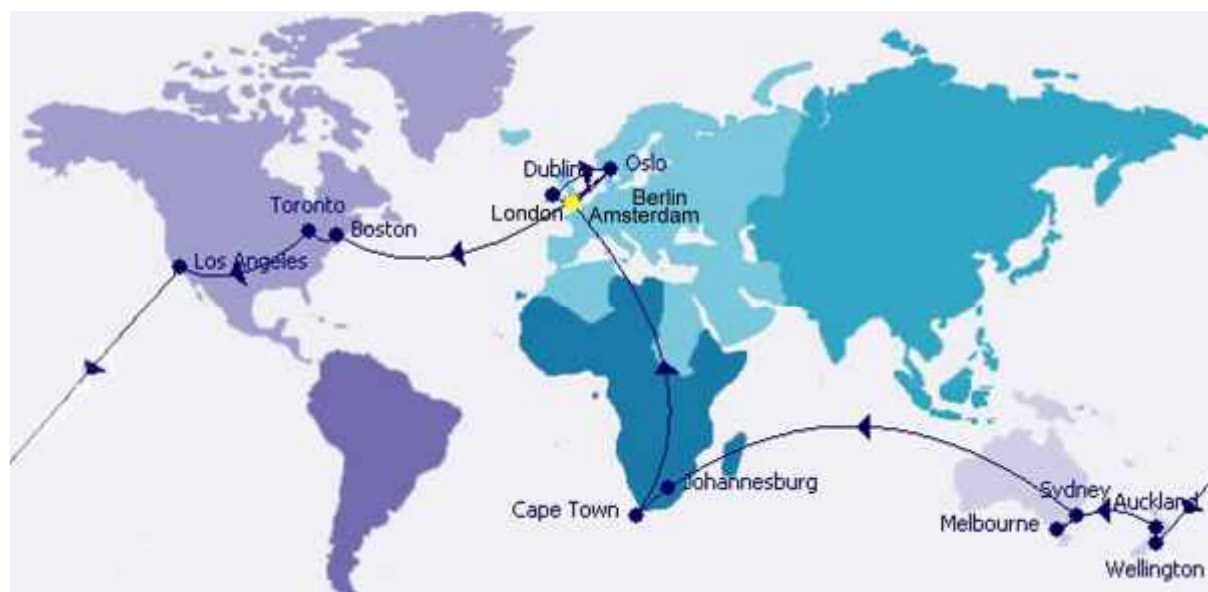 Dublin
Oslo
Berlin
London
Amsterdam
Toronto
Boston
Los Angeles
Johannesburg
Cape Town
Sydney
Auckland
Melbourne
Wellington